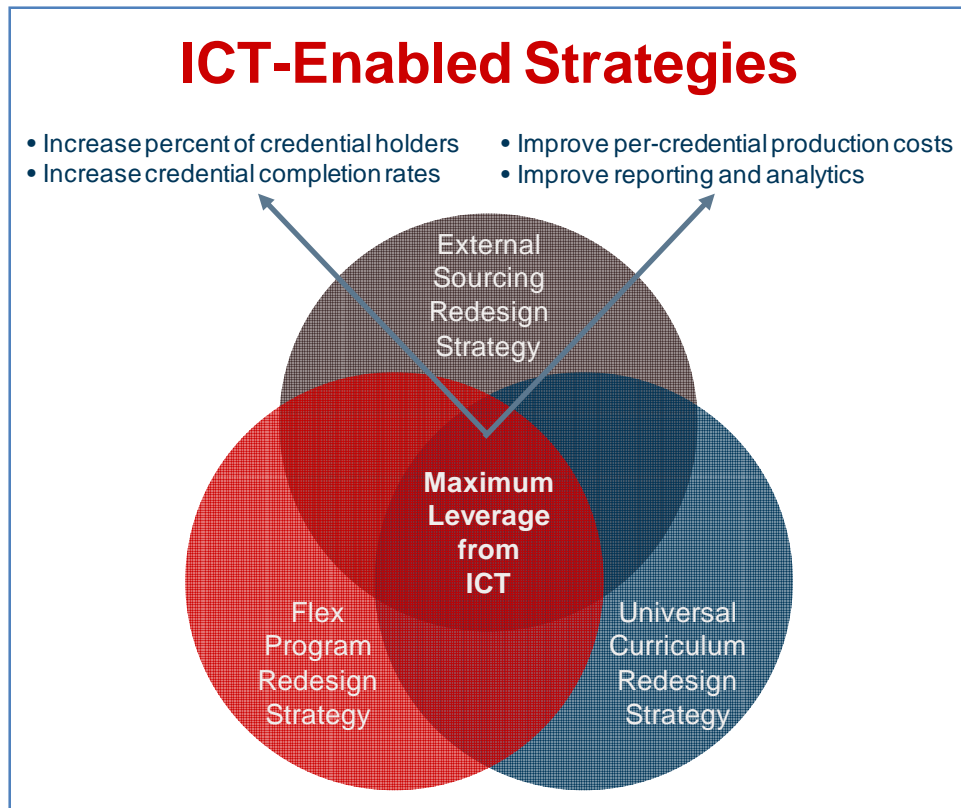 ICT-Enabled Strategies
• Increase percent of credential holders
• Increase credential completion rates
• Improve per-credential production costs
• Improve reporting and analytics
External
Sourcing
Redesign
Strategy
Maximum
Leverage
from
ICT
Flex
Program
Redesign
Strategy
Universal
Curriculum
Redesign
Strategy